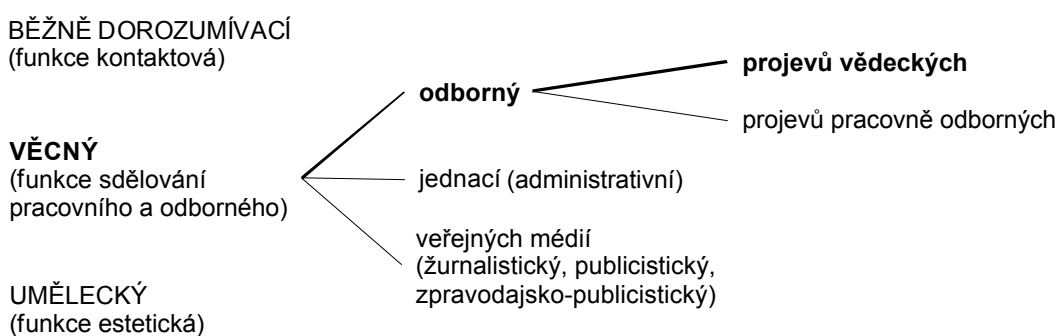 BĚŽNĚ DOROZUMÍVACÍ
(funkce kontaktová)
VĚCNÝ
(funkce sdělování
pracovního a odborného)
UMĚLECKÝ
(funkce estetická)
odborný
jednací (administrativní)
veřejných médií
(žurnalistický, publicistický,
zpravodajsko-publicistický)
projevů vědeckých
projevů pracovně odborných